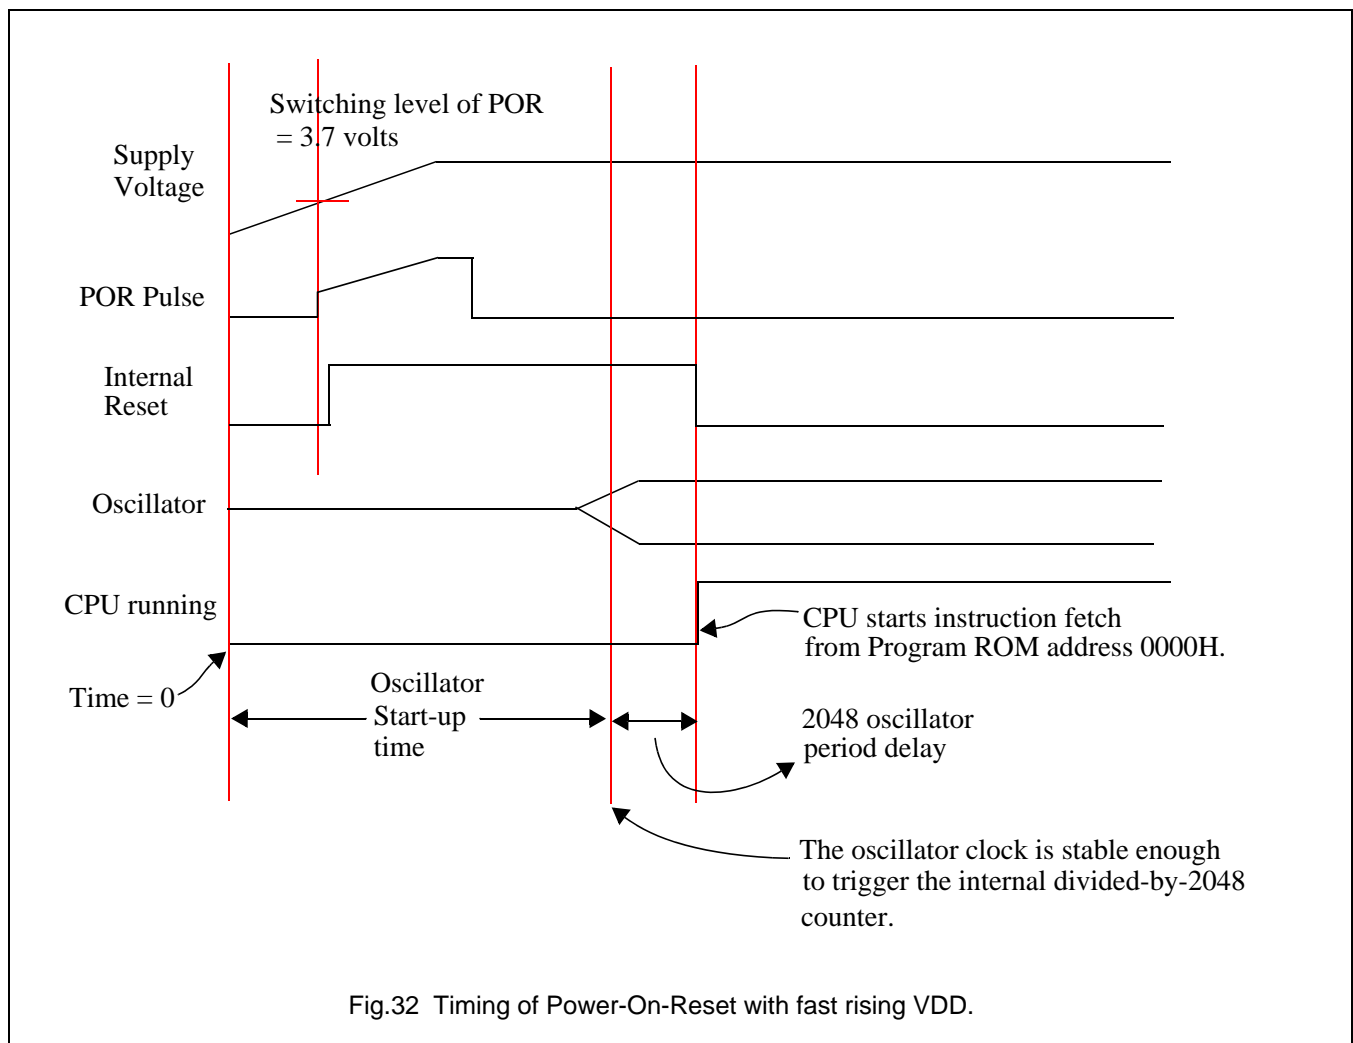 Switching level of POR
= 3.7 volts
Supply
Voltage
POR Pulse
Internal
Reset
Oscillator
CPU running
CPU starts instruction fetch
from Program ROM address 0000H.
Time = 0
Oscillator
Start-up
time
2048 oscillator
period delay
The oscillator clock is stable enough
to trigger the internal divided-by-2048
counter.
Fig.32 Timing of Power-On-Reset with fast rising VDD.